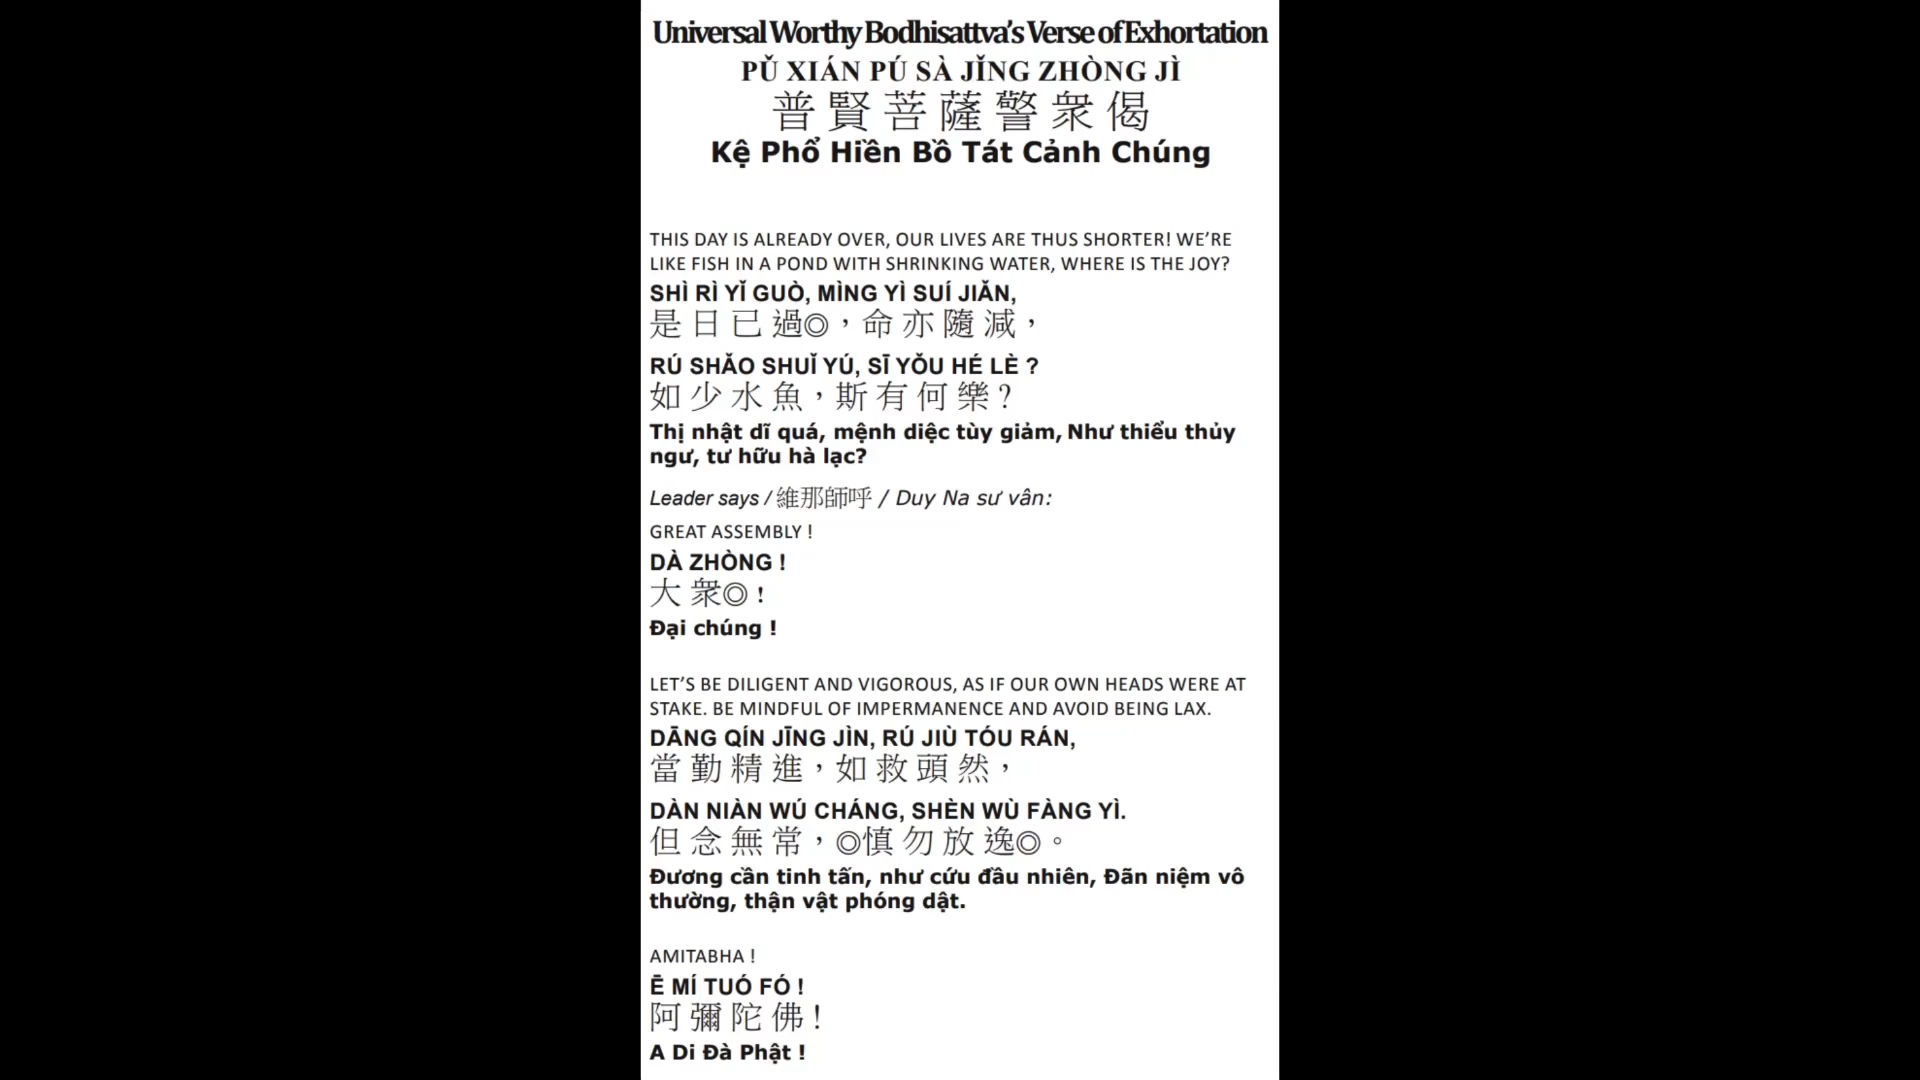 Universal Worthy Bodhisattva's Verse of Exhortation
PǓ XIÁN PÚ SÀ JǏNG ZHÒNG JÌ
普賢菩薩警衆偈
Kệ Phổ Hiền Bồ Tát Cảnh Chúng
THIS DAY IS ALREADY OVER, OUR LIVES ARE THUS SHORTER! WE'RE
LIKE FISH IN A POND WITH SHRINKING WATER, WHERE IS THE JOY?
SHÌ RÌ YǏ GUÒ, MÌNG YÌ SUÍ JIǍN,
是日已過◎，命亦隨減，
RÚ SHǍO SHUǏ YÚ, SĪ YǑU HÉ LÈ ?
如少水魚，斯有何樂?
Thị nhật dĩ quá, mệnh diệc tùy giảm, Như thiểu thủy
ngư, tư hữu hà lạc?
Leader says / 維那師呼 / Duy Na sư vân:
GREAT ASSEMBLY !
DÀ ZHÒNG !
大衆◎ !
Đại chúng !
LET'S BE DILIGENT AND VIGOROUS, AS IF OUR OWN HEADS WERE AT
STAKE. BE MINDFUL OF IMPERMANENCE AND AVOID BEING LAX.
DĀNG QÍN JĪNG JÌN, RÚ JIÙ TÓU RÁN,
當勤精進，如救頭然，
DÀN NIÀN WÚ CHÁNG, SHÈN WÙ FÀNG YÌ.
但念無常，◎慎勿放逸◎。
Đương cần tinh tấn, như cứu đầu nhiên, Đãn niệm vô
thường, thận vật phóng dật.
AMITABHA !
Ē MÍ TUÓ FÓ !
阿彌陀佛!
A Di Đà Phật !